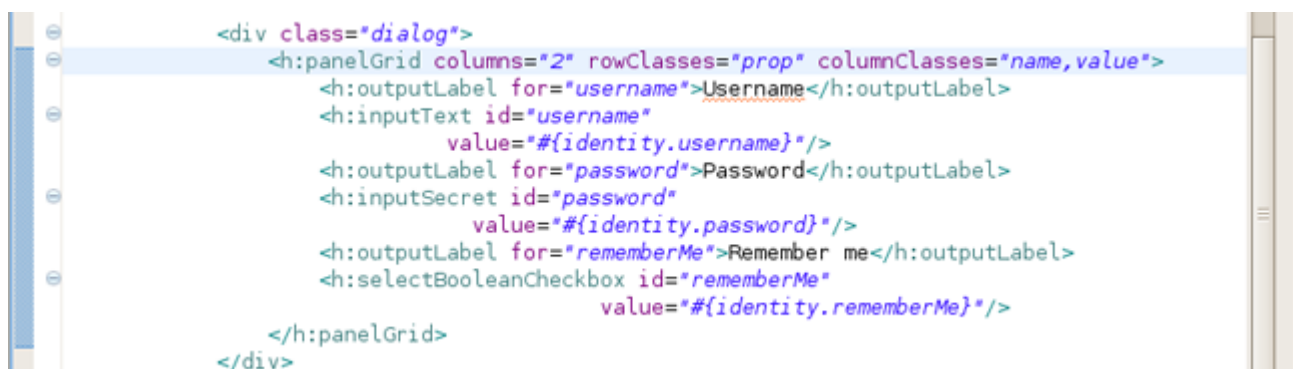 <div class="dialog">
<h:panelGrid columns="2" rowClasses="prop" columnClasses="name,value">
<h:outputLabel for="username">Username</h:outputLabel>
<h:inputText id="username"
value="#{identity.username}"/>
<h:outputLabel for="password">Password</h:outputLabel>
<h:inputSecret id="password"
value="#{identity.password}"/>
<h:outputLabel for="rememberMe">Remember me</h:outputLabel>
<h:selectBooleanCheckbox id="rememberMe"
value="#{identity.rememberMe}"/>
</h:panelGrid>
</div>